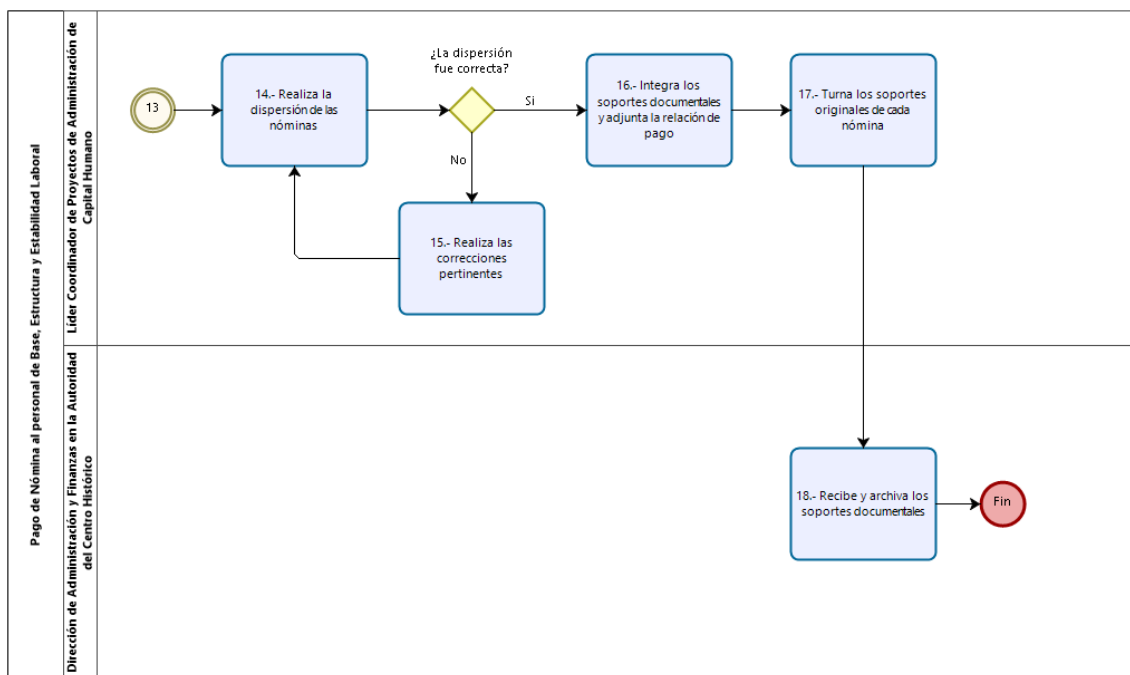 Pago de Nómina al personal de Base, Estructura y Estabilidad Laboral
Líder Coordinador de Proyectos de Administración de
Capital Humano
13
14.- Realiza la
dispersión de las
nóminas
¿La dispersión
fue correcta?
Si
No
15.- Realiza las
correcciones
pertinentes
16.- Integra los
soportes documentales
y adjunta la relación de
pago
17.- Turna los soportes
originales de cada
nómina
Dirección de Administración y Finanzas en la Autoridad
del Centro Histórico
18.- Recibe y archiva los
soportes documentales
Fin